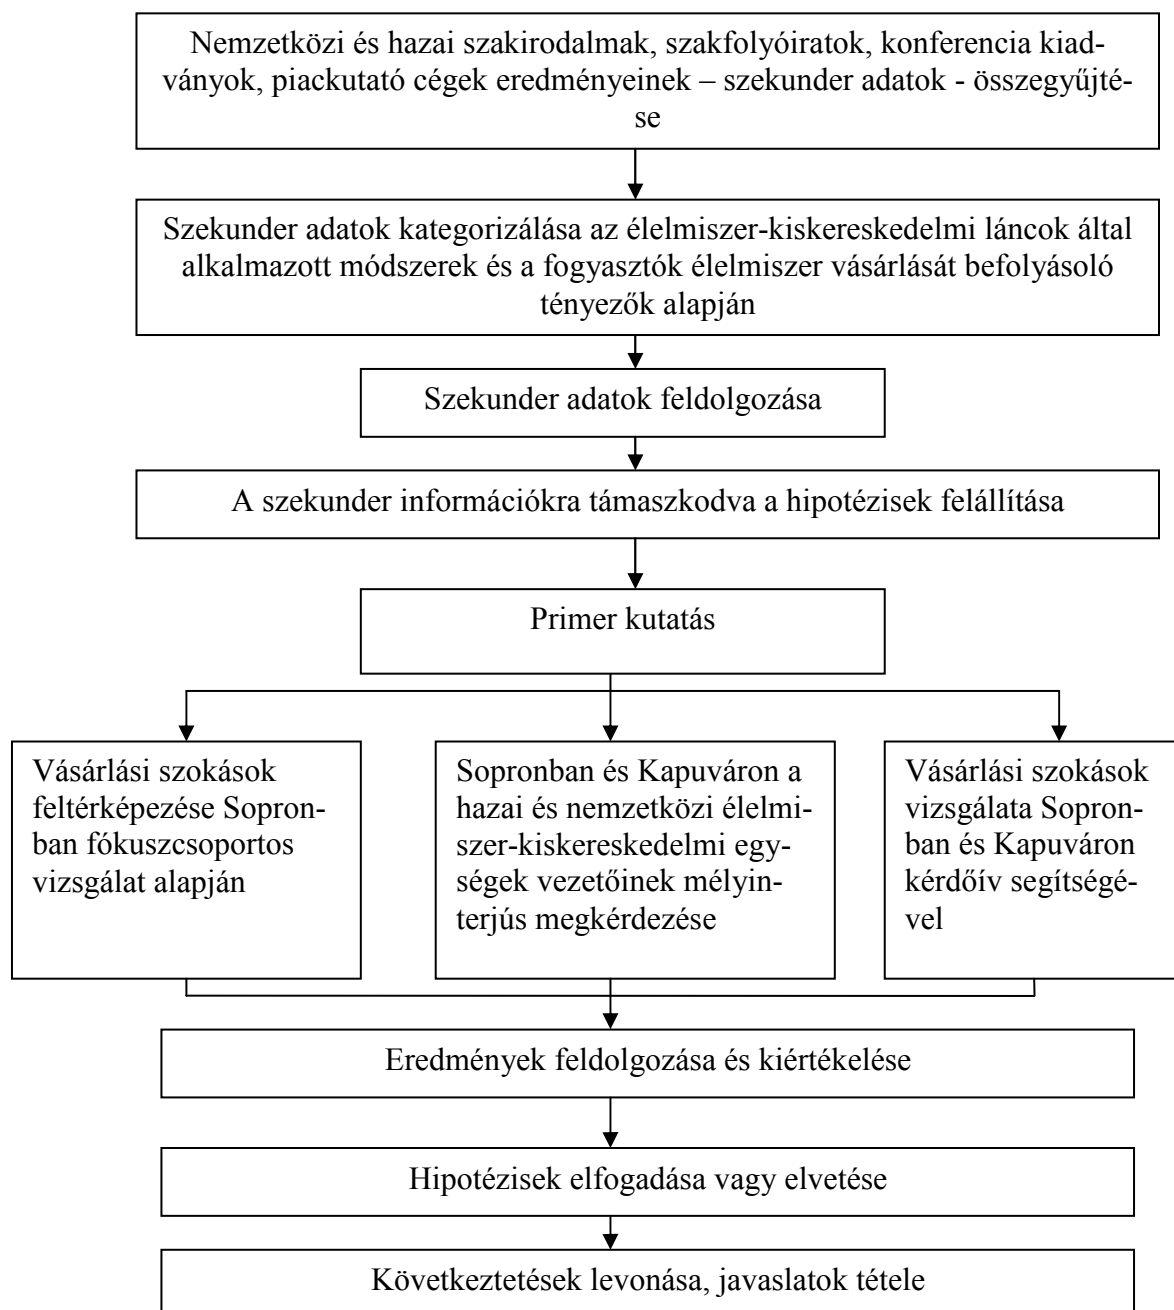 Nemzetközi és hazai szakirodalmak, szakfolyóiratok, konferencia kiad-
ványok, piackutató cégek eredményeinek – szekunder adatok - összegyűjté-
se
Szekunder adatok kategorizálása az élelmiszer-kiskereskedelmi láncok által
alkalmazott módszerek és a fogyasztók élelmiszer vásárlását befolyásoló
tényezők alapján
Szekunder adatok feldolgozása
A szekunder információkra támaszkodva a hipotézisek felállítása
Primer kutatás
Vásárlási szokások
feltérképezése Sopron-
ban fókuszcsoportos
vizsgálat alapján
Sopronban és Kapuváron a
hazai és nemzetközi élelmi-
szer-kiskereskedelmi egy-
ségek vezetőinek mélyin-
terjús megkérdezése
Vásárlási szokások
vizsgálata Sopron-
ban és Kapuváron
kérdőív segítségé-
vel
Eredmények feldolgozása és kiértékelése
Hipotézisek elfogadása vagy elvetése
Következtetések levonása, javaslatok tétele